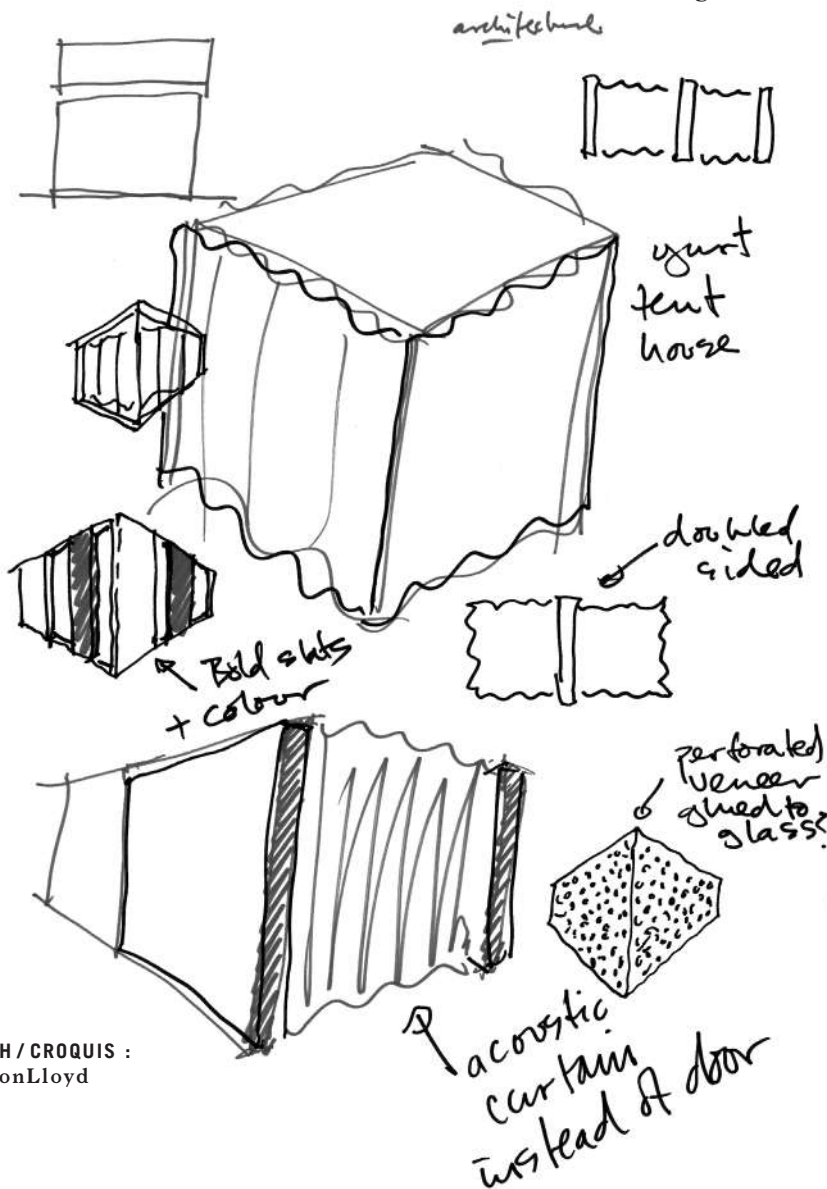 architecture
yurt
tent
house
doubled
sided
Bold slats
+ colour
perforated
veneer
glued to
glass?
acoustic
curtain
instead of door
H / CROQUIS :
onLloyd